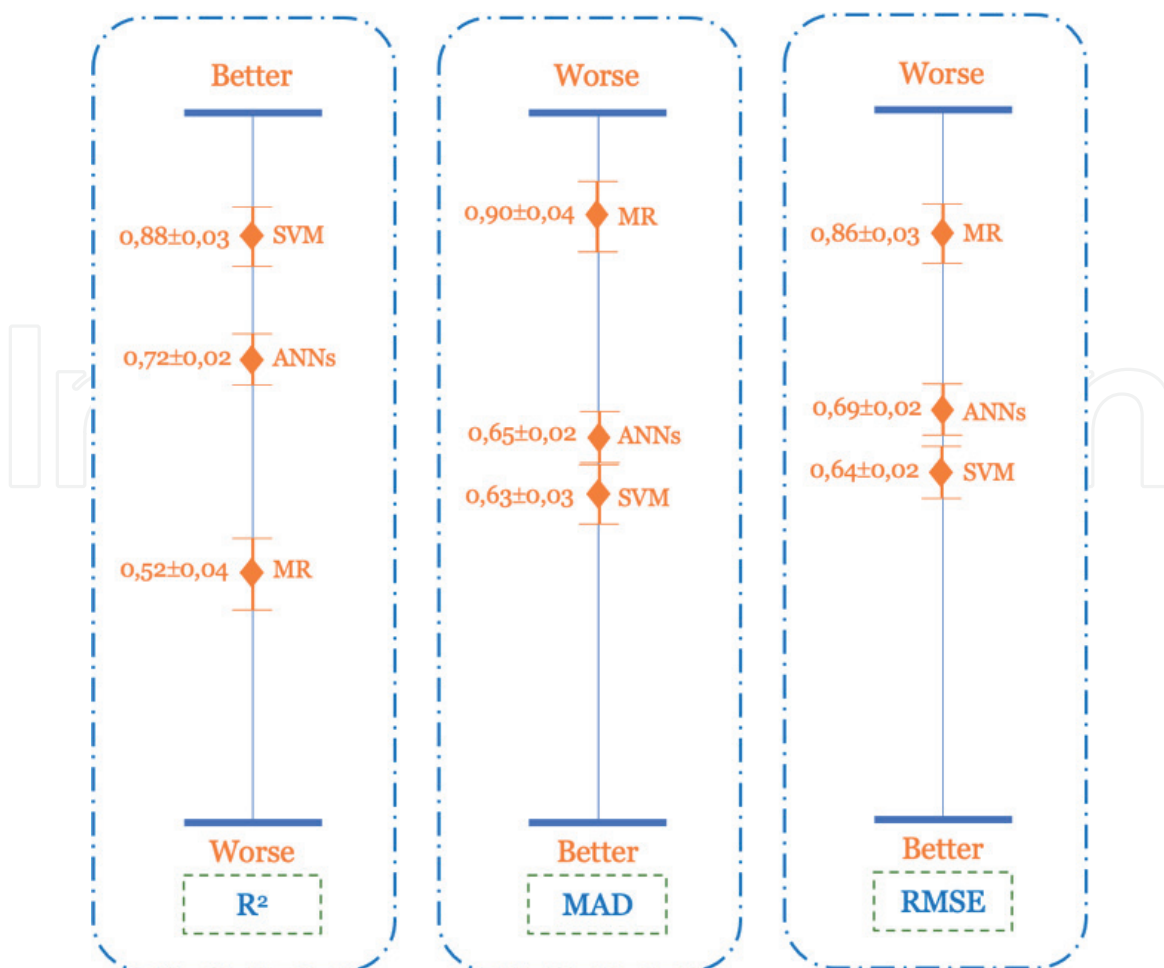 Better
0,88±0,03 SVM
0,72±0,02 ANNs
0,52±0,04 MR
Worse
R²
Worse
0,90±0,04 MR
0,65±0,02 ANNs
0,63±0,03 SVM
Better
MAD
Worse
0,86±0,03 MR
0,69±0,02 ANNs
0,64±0,02 SVM
Better
RMSE